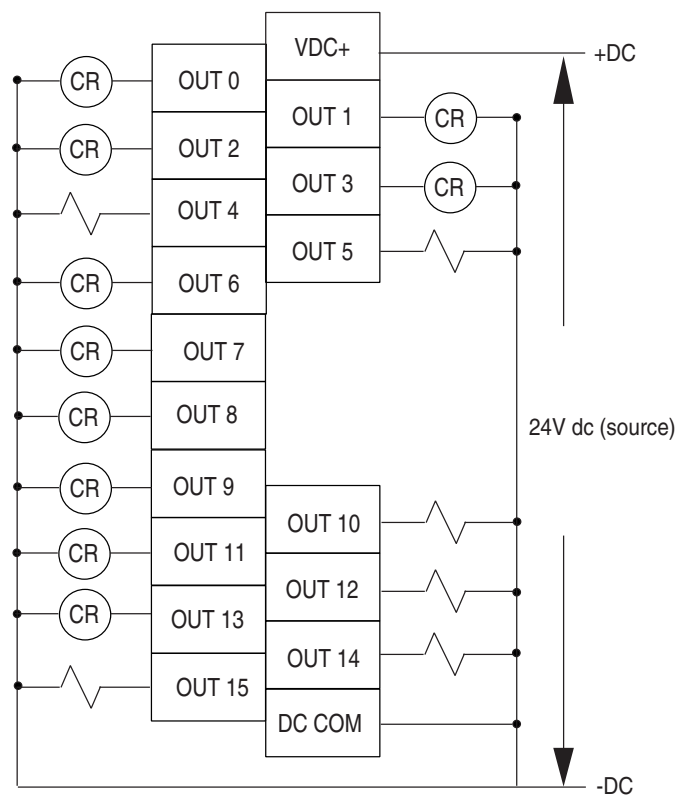 VDC+
+DC
CR OUT 0
OUT 1 CR
CR OUT 2
OUT 3 CR
OUT 4
OUT 5
CR OUT 6
CR OUT 7
CR OUT 8
24V dc (source)
CR OUT 9
OUT 10
CR OUT 11
OUT 12
CR OUT 13
OUT 14
OUT 15
DC COM
-DC